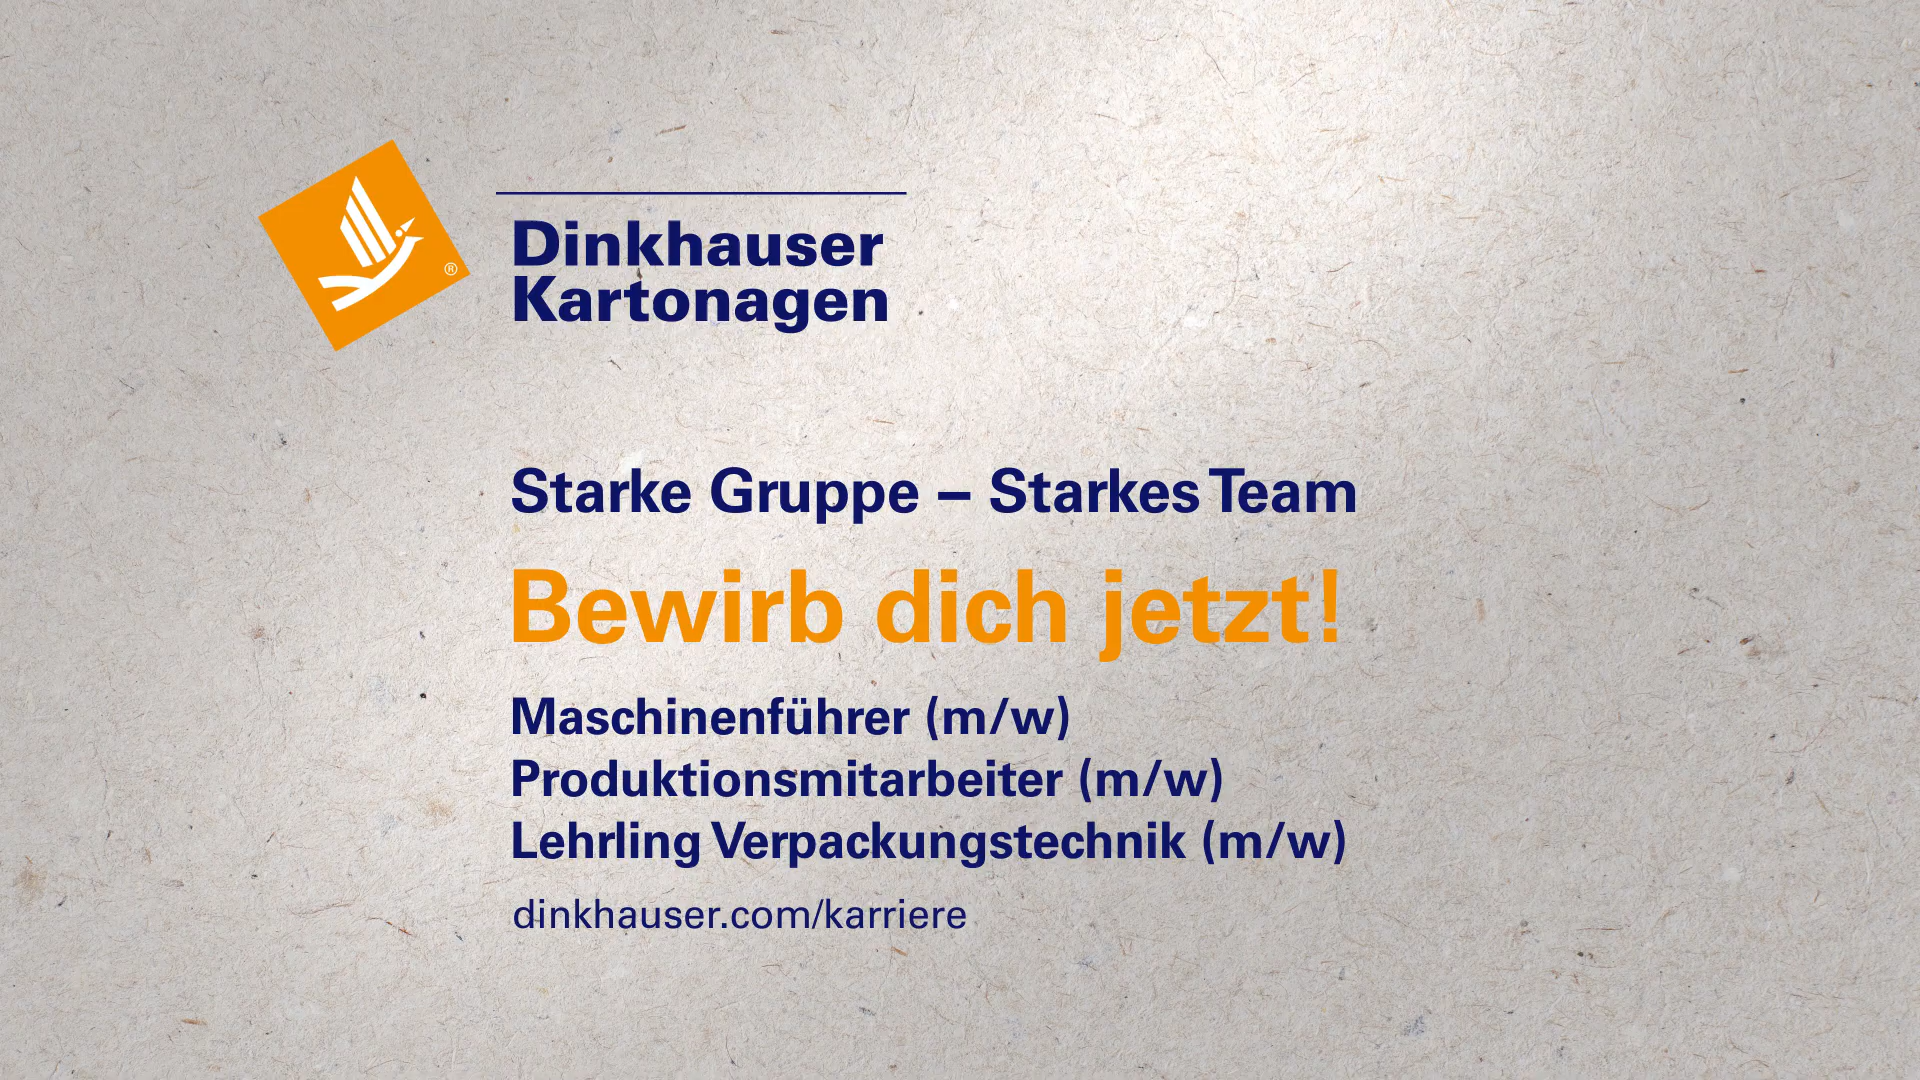 ®
Dinkhauser
Kartonagen
Starke Gruppe – Starkes Team
Bewirb dich jetzt!
Maschinenführer (m/w)
Produktionsmitarbeiter (m/w)
Lehrling Verpackungstechnik (m/w)
dinkhauser.com/karriere